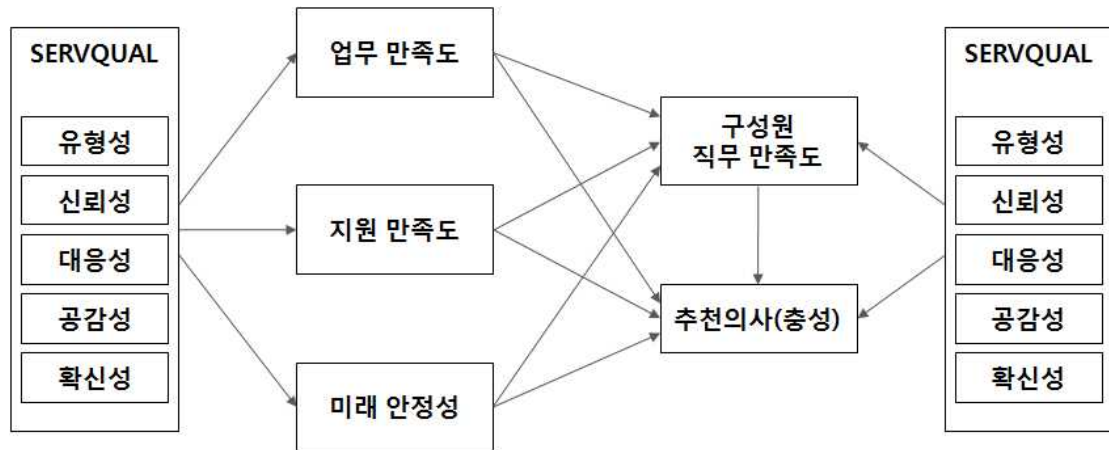 SERVQUAL
유형성
신뢰성
대응성
공감성
확신성
업무 만족도
지원 만족도
미래 안정성
구성원
직무 만족도
추천의사(충성)
SERVQUAL
유형성
신뢰성
대응성
공감성
확신성